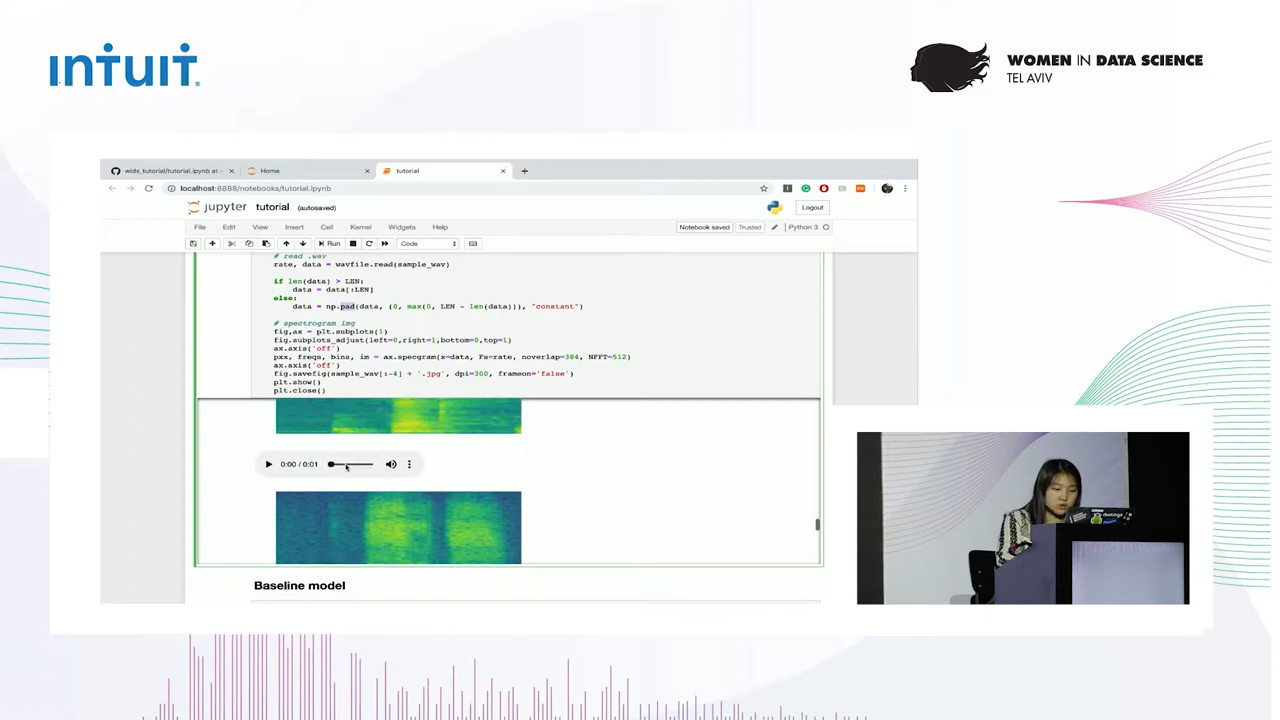 intuit
WOMEN IN DATA SCIENCE
TEL AVIV
wids_tutorial/tutorial.ipynb at
Home
tutorial
localhost:8888/notebooks/tutorial.ipynb
jupyter tutorial (autosaved)
Logout
File Edit View Insert Cell Kernel Widgets Help
Notebook saved Trusted Python 3
Run Code
# read .wav
rate, data = wavfile.read(sample_wav)
if len(data) > LEN:
data = data[:LEN]
else:
data = np.pad(data, (0, max(0, LEN - len(data))), "constant")
# spectrogram img
fig,ax = plt.subplots(1)
fig.subplots_adjust(left=0,right=1,bottom=0,top=1)
ax.axis('off')
pxx, freqs, bins, im = ax.specgram(x=data, Fs=rate, noverlap=384, NFFT=512)
ax.axis('off')
fig.savefig(sample_wav[:-4] + '.jpg', dpi=300, frameon='false')
plt.show()
plt.close()
0:00 / 0:01
Baseline model